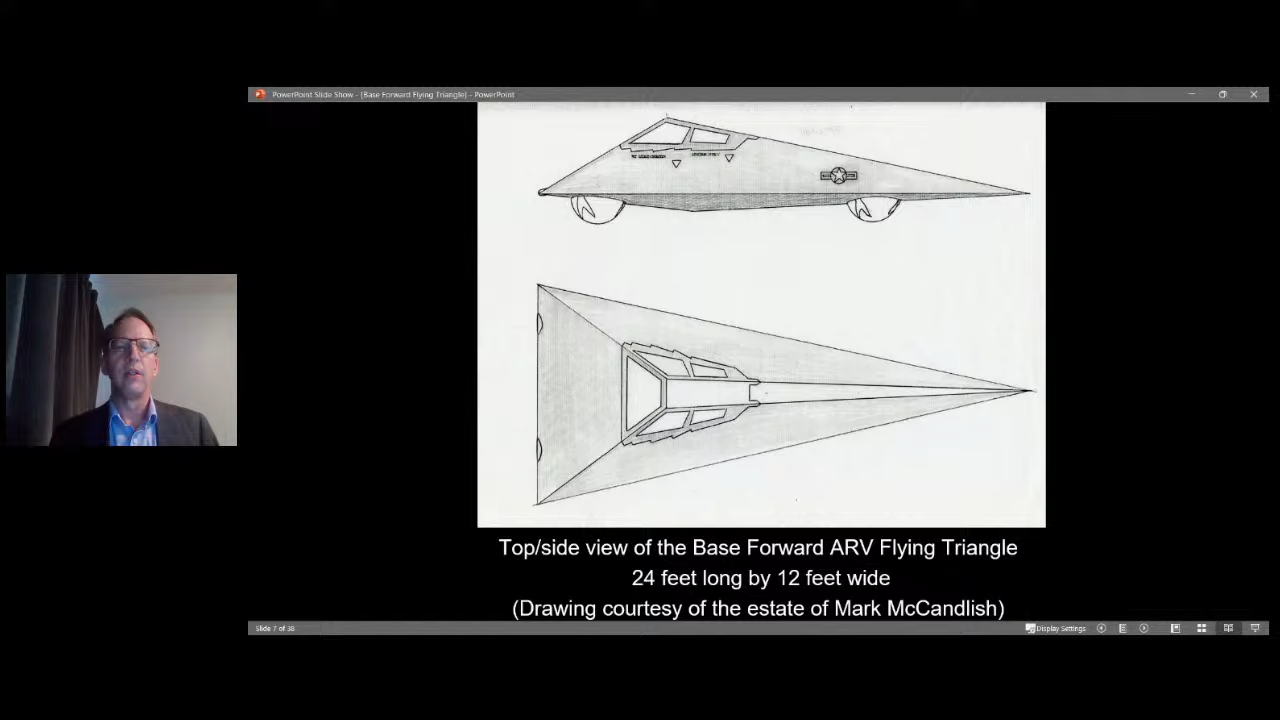 PowerPoint Slide Show - [Base Forward Flying Triangle] - PowerPoint
Top/side view of the Base Forward ARV Flying Triangle
24 feet long by 12 feet wide
(Drawing courtesy of the estate of Mark McCandlish)
Slide 7 of 38
Display Settings